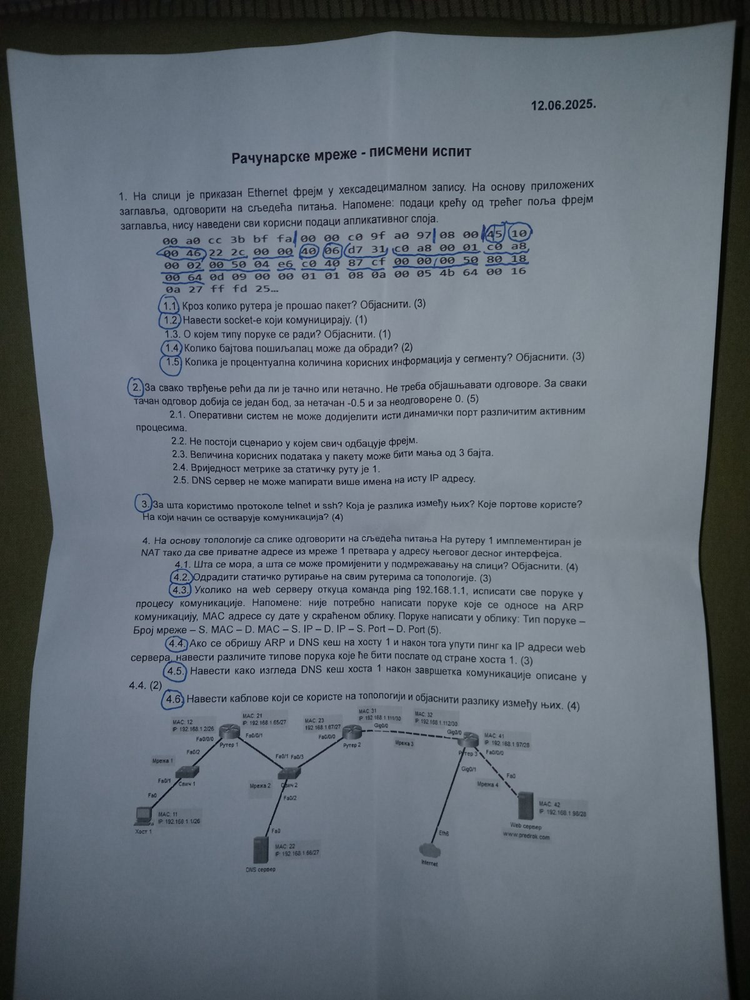 12.06.2025.
Рачунарске мреже - писмени испит
1. На слици је приказан Ethernet фрејм у хексадецималном запису. На основу приложених
заглавља, одговорити на сљедећа питања. Напомене: подаци крећу од трећег поља фрејм
заглавља, нису наведени сви корисни подаци апликативног слоја.
00 a0 cc 3b bf fa 00 00 c0 9f a0 97 08 00 45 10
00 46 22 2c 00 00 40 06 d7 31 c0 a8 00 01 c0 a8
00 02 00 50 04 e6 c0 40 87 cf 00 00 00 50 80 18
00 64 0d 09 00 00 01 01 08 0a 00 05 4b 64 00 16
0a 27 ff fd 25...
1.1. Кроз колико рутера је прошао пакет? Објаснити. (3)
1.2. Навести socket-е који комуницирају. (1)
1.3. О којем типу поруке се ради? Објаснити. (1)
1.4. Колико бајтова пошиљалац може да обради? (2)
1.5. Колика је процентуална количина корисних информација у сегменту? Објаснити. (3)
2. За свако тврђење рећи да ли је тачно или нетачно. Не треба објашњавати одговоре. За сваки
тачан одговор добија се један бод, за нетачан -0.5 и за неодговорене 0. (5)
2.1. Оперативни систем не може додијелити исти динамички порт различитим активним
процесима.
2.2. Не постоји сценарио у којем свич одбацује фрејм.
2.3. Величина корисних података у пакету може бити мања од 3 бајта.
2.4. Вриједност метрике за статичку руту је 1.
2.5. DNS сервер не може мапирати више имена на исту IP адресу.
3. За шта користимо протоколе telnet и ssh? Која је разлика између њих? Које портове користе?
На који начин се остварује комуникација? (4)
4. На основу топологије са слике одговорити на сљедећа питања На рутеру 1 имплементиран је
NAT тако да све приватне адресе из мреже 1 претвара у адресу његовог десног интерфејса.
4.1. Шта се мора, а шта се може промијенити у подмрежавању на слици? Објаснити. (4)
4.2. Одрадити статичко рутирање на свим рутерима са топологије. (3)
4.3. Уколико на web серверу откуца команда ping 192.168.1.1, исписати све поруке у
процесу комуникације. Напомене: није потребно написати поруке које се односе на ARP
комуникацију, MAC адресе су дате у скраћеном облику. Поруке написати у облику: Тип поруке –
Број мреже – S. MAC – D. MAC – S. IP – D. IP – S. Port – D. Port (5).
4.4. Ако се обришу ARP и DNS кеш на хосту 1 и након тога упути пинг ка IP адреси web
сервера, навести различите типове порука које ће бити послате од стране хоста 1. (3)
4.5. Навести како изгледа DNS кеш хоста 1 након завршетка комуникације описане у
4.4. (2)
4.6. Навести каблове који се користе на топологији и објаснити разлику између њих. (4)
MAC: 12
IP: 192.168.1.2/26
Fa0/0/0
MAC: 21
IP: 192.168.1.65/27
Fa0/0/1
Рутер 1
MAC: 23
192.168.1.67/27
Fa0/0/0
MAC: 31
IP: 192.168.1.111/30
Gig0/0
Рутер 2
MAC: 32
IP: 192.168.1.112/30
Gig0/0
Мрежа 3
MAC: 41
IP: 192.168.1.97/28
Fa0/0/0
Рутер 3
Gig0/1
Fa0/2
Мрежа 1
Fa0/1
Свич 1
Fa0
MAC: 11
IP: 192.168.1.1/26
Хост 1
Fa0/1 Fa0/3
Мрежа 2
Свич 2
Fa0/2
Fa0
MAC: 22
IP: 192.168.1.66/27
DNS сервер
Мрежа 4
Fa0
MAC: 42
IP: 192.168.1.98/28
Web сервер
www.predrak.com
Eth6
Internet